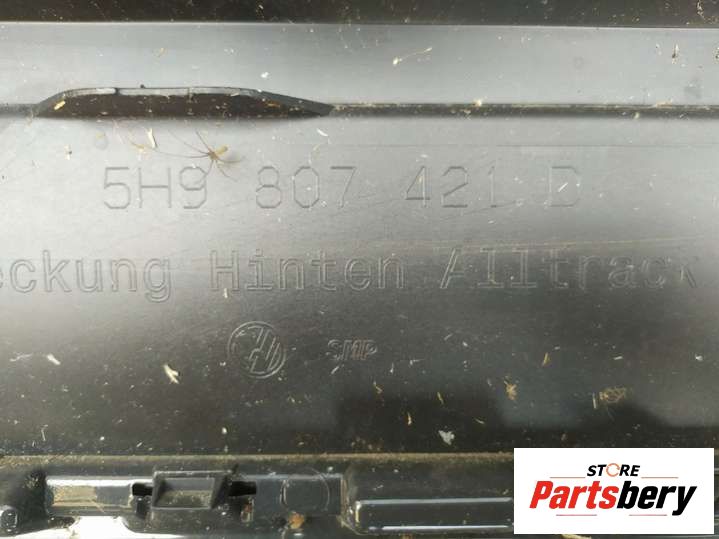 5H9 807 421 D
eckung Hinten Alltrack
SMP
STORE
Partsbery